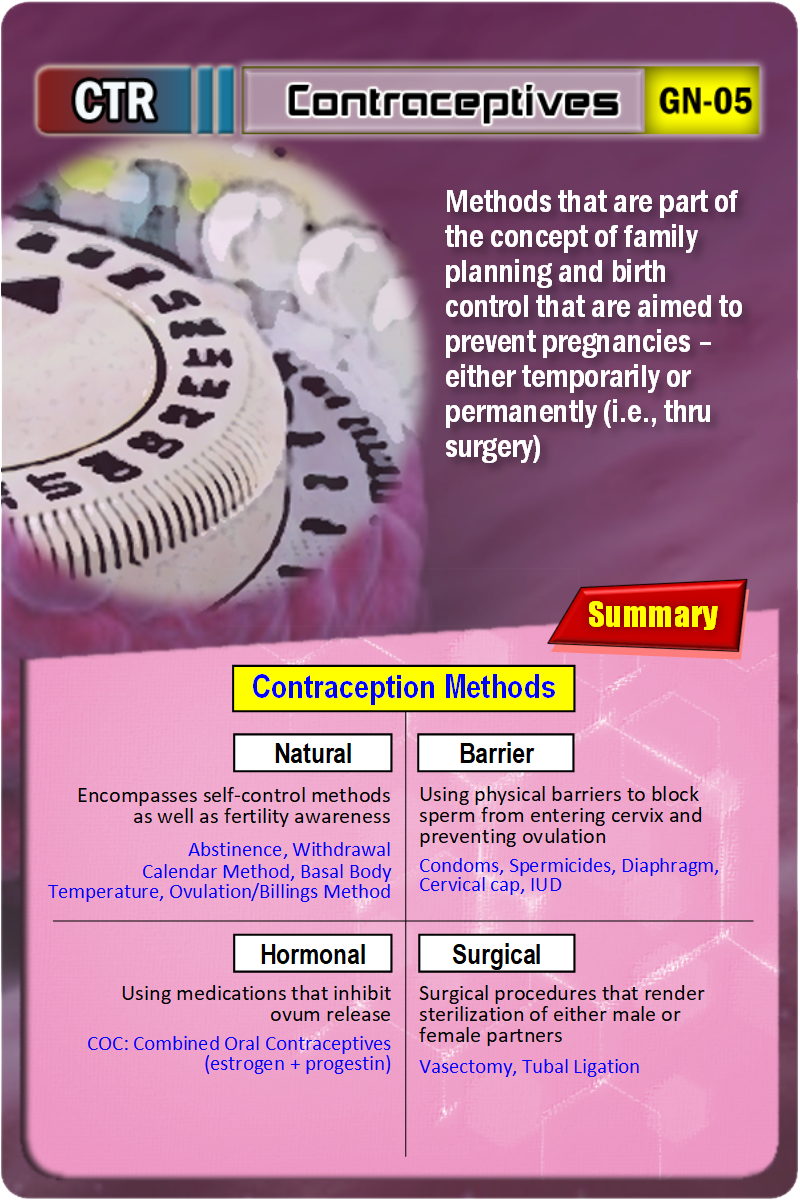 CTR
Contraceptives
GN-05
Methods that are part of
the concept of family
planning and birth
control that are aimed to
prevent pregnancies –
either temporarily or
permanently (i.e., thru
surgery)
Summary
Contraception Methods
Natural
Encompasses self-control methods
as well as fertility awareness
Abstinence, Withdrawal
Calendar Method, Basal Body
Temperature, Ovulation/Billings Method
Barrier
Using physical barriers to block
sperm from entering cervix and
preventing ovulation
Condoms, Spermicides, Diaphragm,
Cervical cap, IUD
Hormonal
Using medications that inhibit
ovum release
COC: Combined Oral Contraceptives
(estrogen + progestin)
Surgical
Surgical procedures that render
sterilization of either male or
female partners
Vasectomy, Tubal Ligation